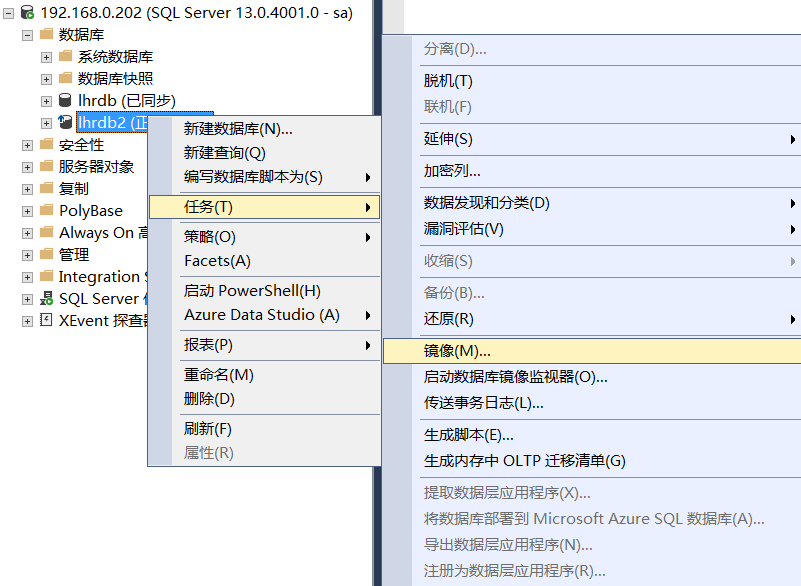 192.168.0.202 (SQL Server 13.0.4001.0 - sa)
数据库
系统数据库
数据库快照
lhrdb (已同步)
lhrdb2 (正
安全性
服务器对象
复制
PolyBase
Always On 高
管理
Integration S
SQL Server
XEvent 探查器
新建数据库(N)...
新建查询(Q)
编写数据库脚本为(S)
任务(T)
策略(O)
Facets(A)
启动 PowerShell(H)
Azure Data Studio (A)
报表(P)
重命名(M)
删除(D)
刷新(F)
属性(R)
分离(D)...
脱机(T)
联机(F)
延伸(S)
加密列...
数据发现和分类(D)
漏洞评估(V)
收缩(S)
备份(B)...
还原(R)
镜像(M)...
启动数据库镜像监视器(O)...
传送事务日志(L)...
生成脚本(E)...
生成内存中 OLTP 迁移清单(G)
提取数据层应用程序(X)...
将数据库部署到 Microsoft Azure SQL 数据库(A)...
导出数据层应用程序(N)...
注册为数据层应用程序(R)...